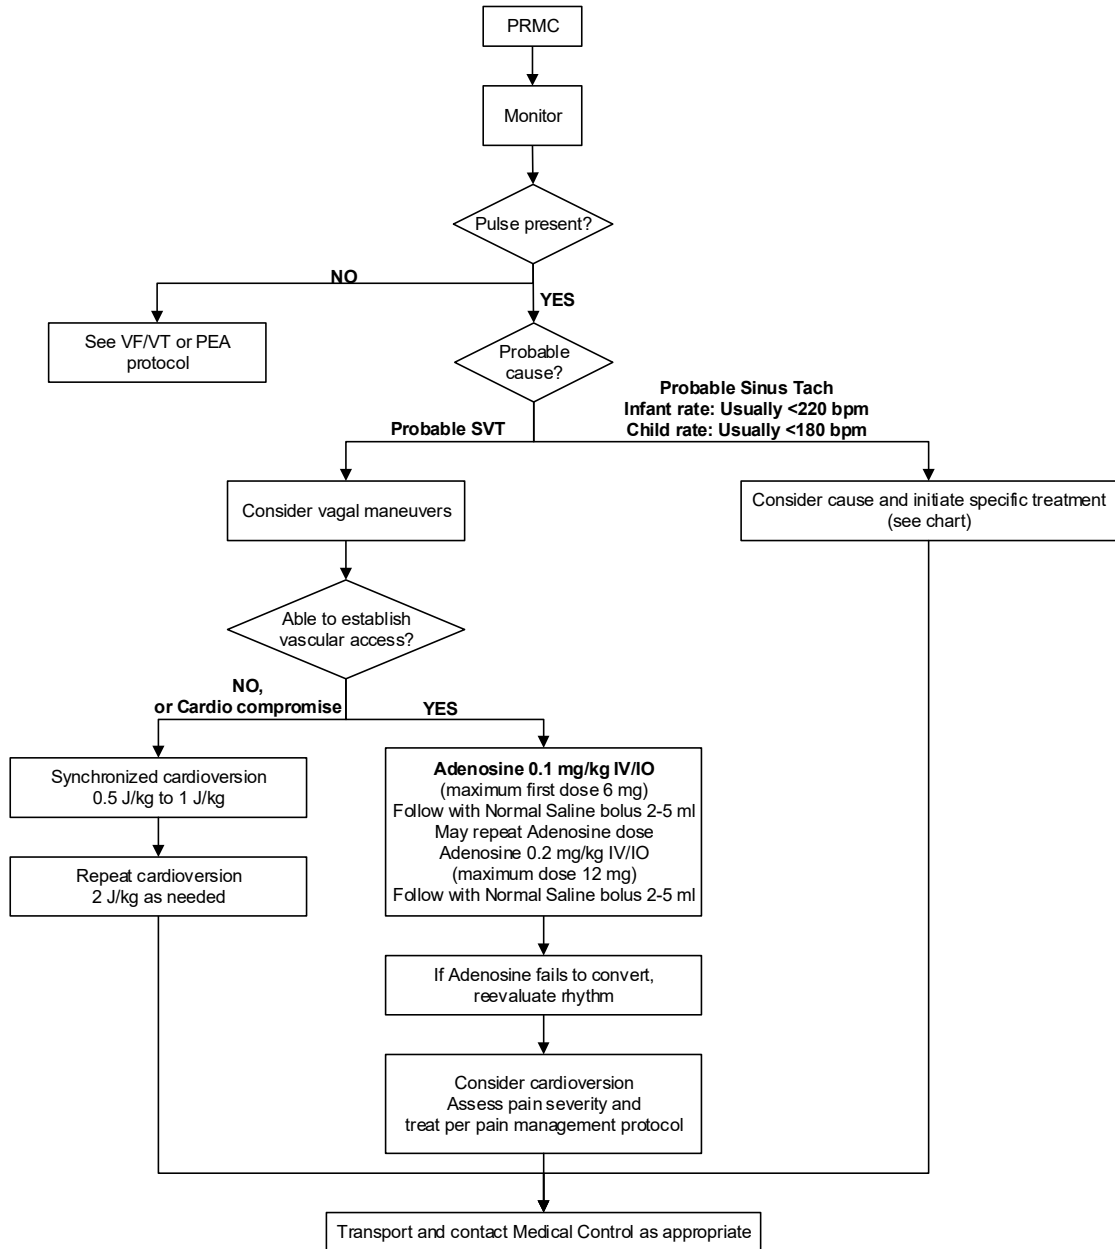 PRMC
Monitor
Pulse present?
NO
YES
See VF/VT or PEA
protocol
Probable
cause?
Probable Sinus Tach
Infant rate: Usually <220 bpm
Child rate: Usually <180 bpm
Probable SVT
Consider vagal maneuvers
Consider cause and initiate specific treatment
(see chart)
Able to establish
vascular access?
NO,
or Cardio compromise
YES
Synchronized cardioversion
0.5 J/kg to 1 J/kg
Repeat cardioversion
2 J/kg as needed
Adenosine 0.1 mg/kg IV/IO
(maximum first dose 6 mg)
Follow with Normal Saline bolus 2-5 ml
May repeat Adenosine dose
Adenosine 0.2 mg/kg IV/IO
(maximum dose 12 mg)
Follow with Normal Saline bolus 2-5 ml
If Adenosine fails to convert,
reevaluate rhythm
Consider cardioversion
Assess pain severity and
treat per pain management protocol
Transport and contact Medical Control as appropriate